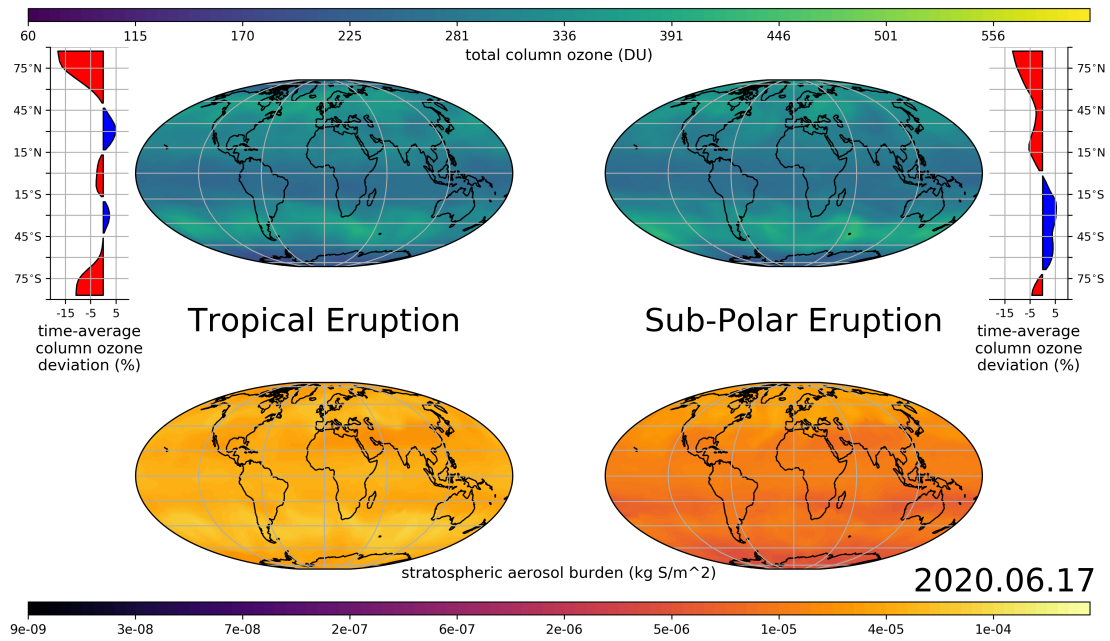 60 115 170 225 281 336 391 446 501 556
total column ozone (DU)
75°N
45°N
15°N
15°S
45°S
75°S
-15 -5 5
time-average
column ozone
deviation (%)
75°N
45°N
15°N
15°S
45°S
75°S
-15 -5 5
time-average
column ozone
deviation (%)
Tropical Eruption
Sub-Polar Eruption
stratospheric aerosol burden (kg S/m^2)
2020.06.17
9e-09 3e-08 7e-08 2e-07 6e-07 2e-06 5e-06 1e-05 4e-05 1e-04